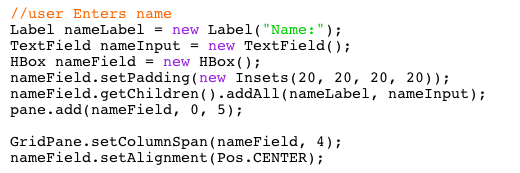 //user Enters name
Label nameLabel = new Label("Name:");
TextField nameInput = new TextField();
HBox nameField = new HBox();
nameField.setPadding(new Insets(20, 20, 20, 20));
nameField.getChildren().addAll(nameLabel, nameInput);
pane.add(nameField, 0, 5);
GridPane.setColumnSpan(nameField, 4);
nameField.setAlignment(Pos.CENTER);